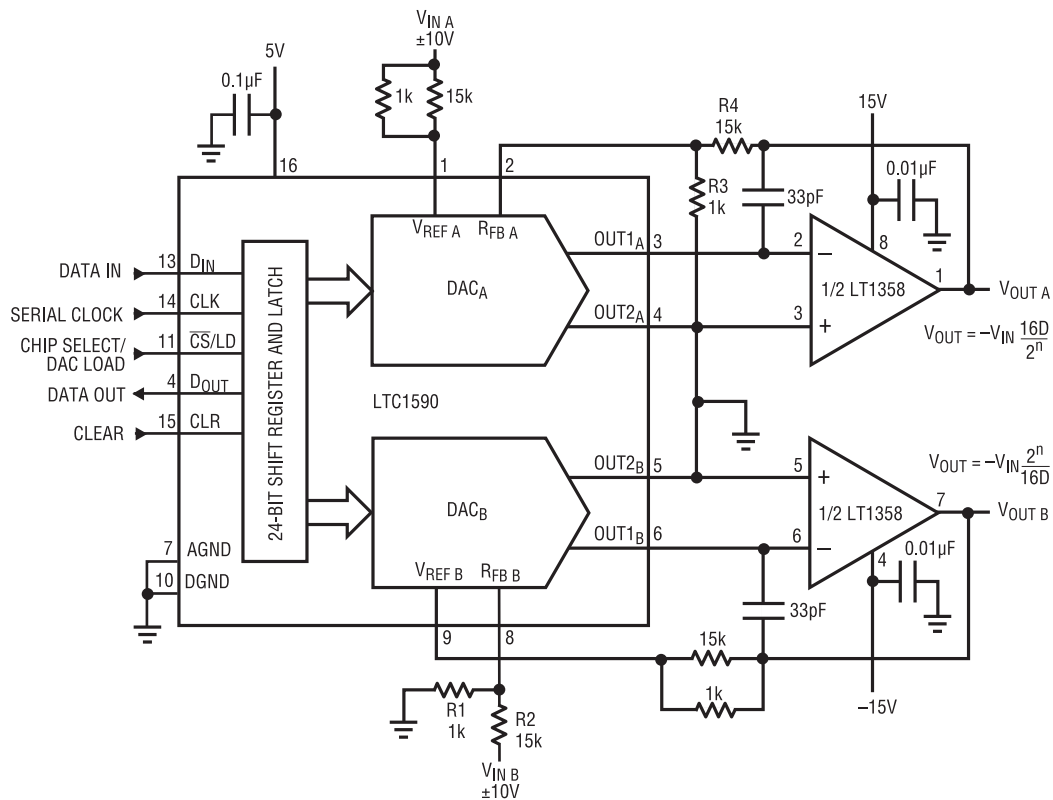 V_IN A
±10V
5V
0.1µF
1k
15k
R4
15k
15V
0.01µF
16
1
2
R3
1k
33pF
V_REF A
R_FB A
OUT1_A
3
2
−
8
DATA IN
13
D_IN
SERIAL CLOCK
14
CLK
CHIP SELECT/
DAC LOAD
11
CS/LD
DATA OUT
4
D_OUT
CLEAR
15
CLR
24-BIT SHIFT REGISTER AND LATCH
DAC_A
1/2 LT1358
1
V_OUT A
OUT2_A
4
3
+
V_OUT = −V_IN 16D/2^n
LTC1590
DAC_B
OUT2_B
5
5
+
V_OUT = −V_IN 2^n/16D
1/2 LT1358
7
V_OUT B
OUT1_B
6
6
−
4
0.01µF
7
AGND
10
DGND
V_REF B
R_FB B
33pF
9
8
15k
1k
−15V
R1
1k
R2
15k
V_IN B
±10V